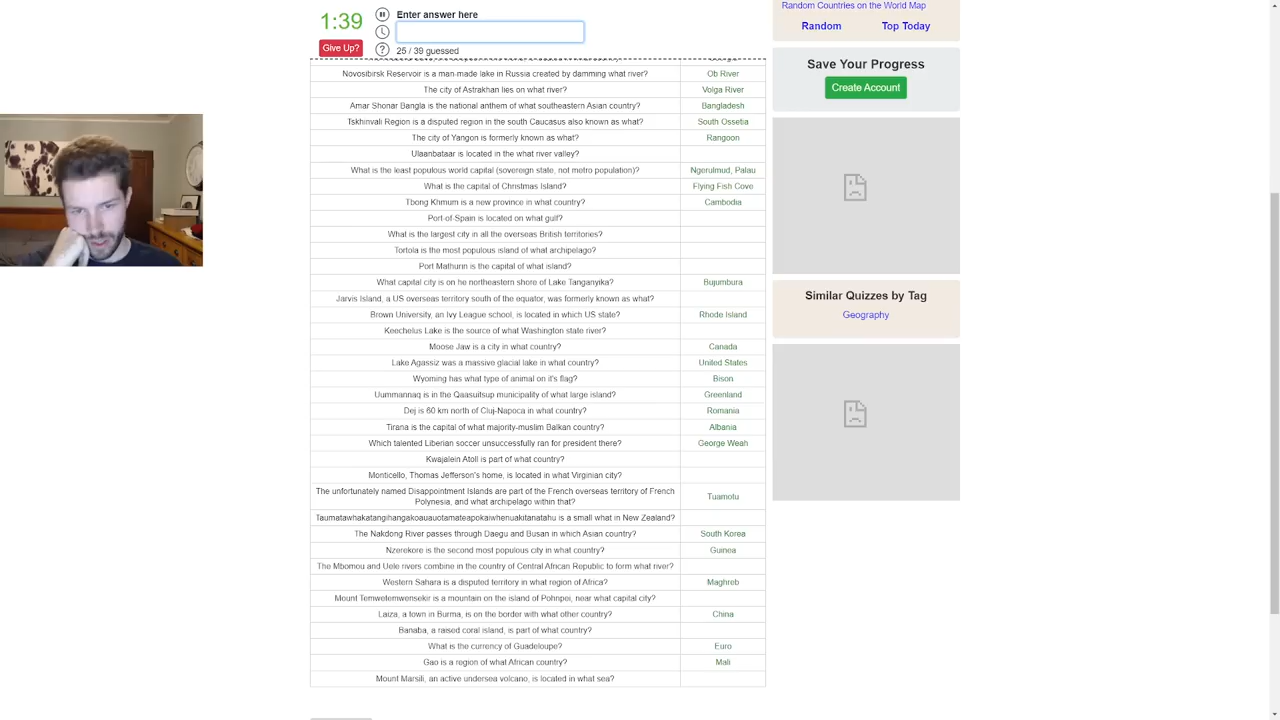 1:39
Enter answer here
Give Up?
25 / 39 guessed
Novosibirsk Reservoir is a man-made lake in Russia created by damming what river? Ob River
The city of Astrakhan lies on what river? Volga River
Amar Shonar Bangla is the national anthem of what southeastern Asian country? Bangladesh
Tskhinvali Region is a disputed region in the south Caucasus also known as what? South Ossetia
The city of Yangon is formerly known as what? Rangoon
Ulaanbataar is located in the what river valley?
What is the least populous world capital (sovereign state, not metro population)? Ngerulmud, Palau
What is the capital of Christmas Island? Flying Fish Cove
Tbong Khmum is a new province in what country? Cambodia
Port-of-Spain is located on what gulf?
What is the largest city in all the overseas British territories?
Tortola is the most populous island of what archipelago?
Port Mathurin is the capital of what island?
What capital city is on he northeastern shore of Lake Tanganyika? Bujumbura
Jarvis Island, a US overseas territory south of the equator, was formerly known as what?
Brown University, an Ivy League school, is located in which US state? Rhode Island
Keechelus Lake is the source of what Washington state river?
Moose Jaw is a city in what country? Canada
Lake Agassiz was a massive glacial lake in what country? United States
Wyoming has what type of animal on it's flag? Bison
Uummannaq is in the Qaasuitsup municipality of what large island? Greenland
Dej is 60 km north of Cluj-Napoca in what country? Romania
Tirana is the capital of what majority-muslim Balkan country? Albania
Which talented Liberian soccer unsuccessfully ran for president there? George Weah
Kwajalein Atoll is part of what country?
Monticello, Thomas Jefferson's home, is located in what Virginian city?
The unfortunately named Disappointment Islands are part of the French overseas territory of French
Polynesia, and what archipelago within that? Tuamotu
Taumatawhakatangihangakoauauotamateapokaiwhenuakitanatahu is a small what in New Zealand?
The Nakdong River passes through Daegu and Busan in which Asian country? South Korea
Nzerekore is the second most populous city in what country? Guinea
The Mbomou and Uele rivers combine in the country of Central African Republic to form what river?
Western Sahara is a disputed territory in what region of Africa? Maghreb
Mount Temwetemwensekir is a mountain on the island of Pohnpei, near what capital city?
Laiza, a town in Burma, is on the border with what other country? China
Banaba, a raised coral island, is part of what country?
What is the currency of Guadeloupe? Euro
Gao is a region of what African country? Mali
Mount Marsili, an active undersea volcano, is located in what sea?
Random Countries on the World Map
Random Top Today
Save Your Progress
Create Account
Similar Quizzes by Tag
Geography